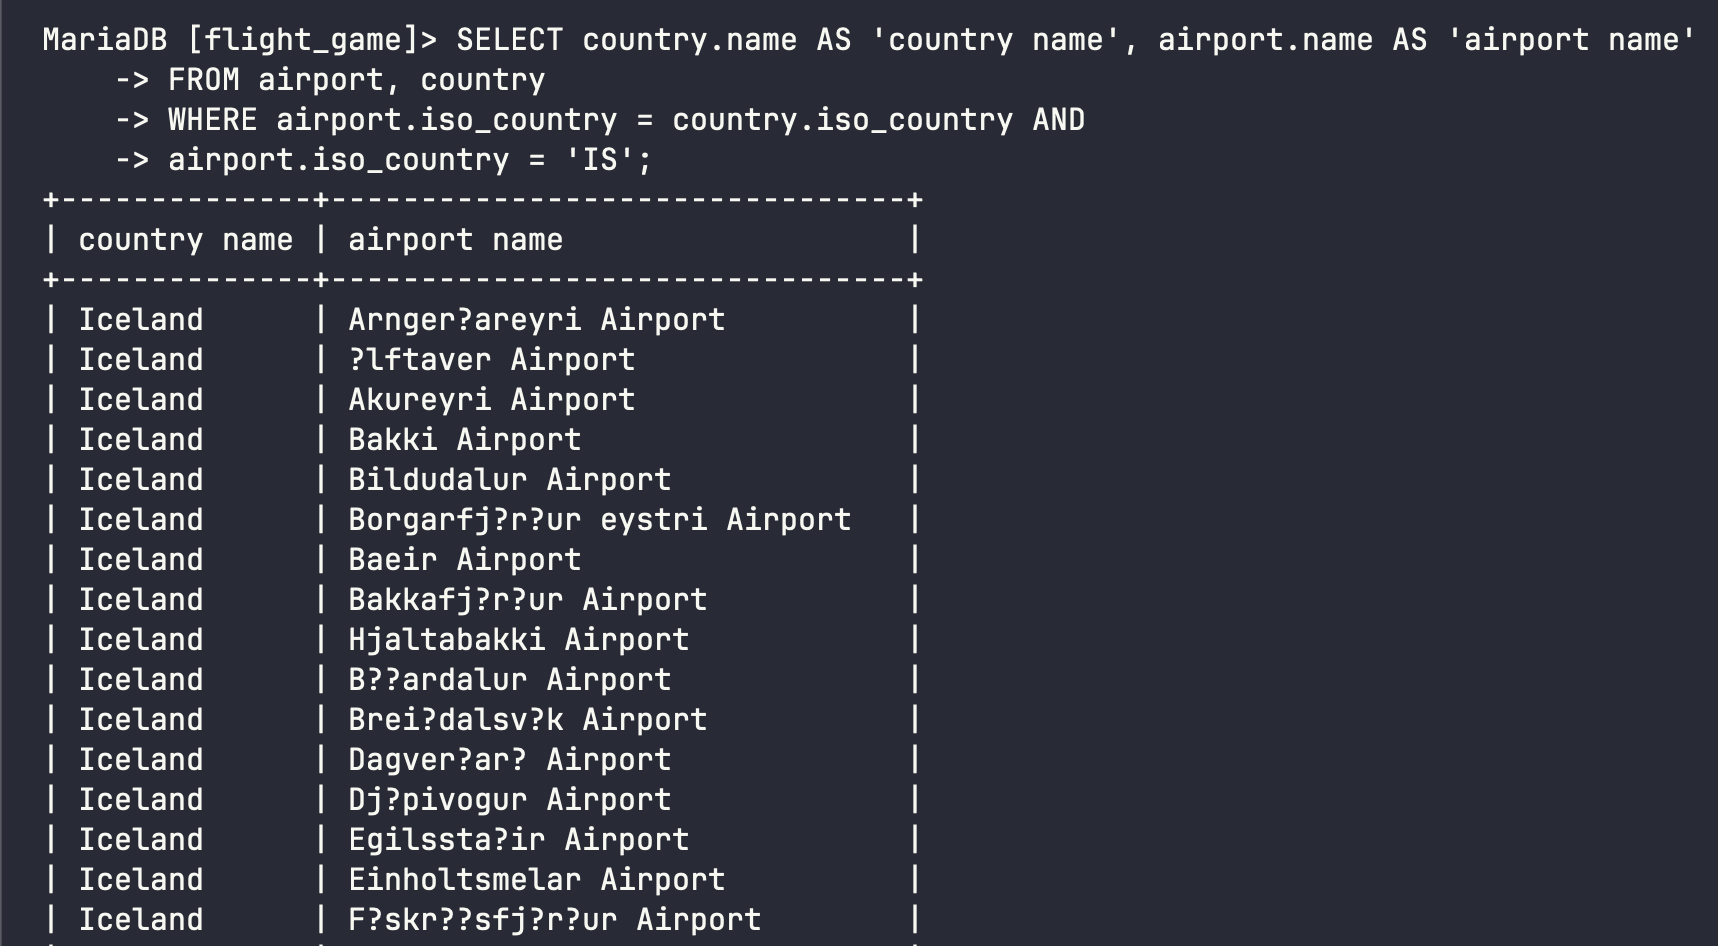 MariaDB [flight_game]> SELECT country.name AS 'country name', airport.name AS 'airport name'
    -> FROM airport, country
    -> WHERE airport.iso_country = country.iso_country AND
    -> airport.iso_country = 'IS';
+--------------+--------------------------------+
| country name | airport name                   |
+--------------+--------------------------------+
| Iceland      | Arnger?areyri Airport          |
| Iceland      | ?lftaver Airport               |
| Iceland      | Akureyri Airport               |
| Iceland      | Bakki Airport                  |
| Iceland      | Bildudalur Airport             |
| Iceland      | Borgarfj?r?ur eystri Airport   |
| Iceland      | Baeir Airport                  |
| Iceland      | Bakkafj?r?ur Airport           |
| Iceland      | Hjaltabakki Airport            |
| Iceland      | B??ardalur Airport             |
| Iceland      | Brei?dalsv?k Airport           |
| Iceland      | Dagver?ar? Airport             |
| Iceland      | Dj?pivogur Airport             |
| Iceland      | Egilssta?ir Airport            |
| Iceland      | Einholtsmelar Airport          |
| Iceland      | F?skr??sfj?r?ur Airport        |